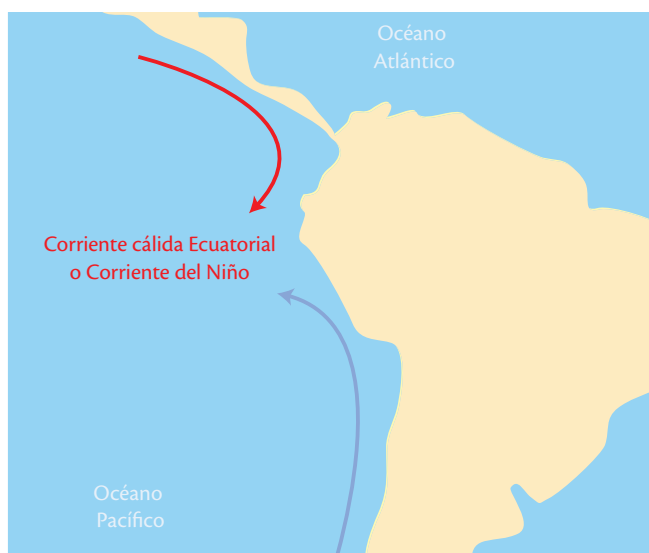 Océano
Atlántico
Corriente cálida Ecuatorial
o Corriente del Niño
Océano
Pacífico